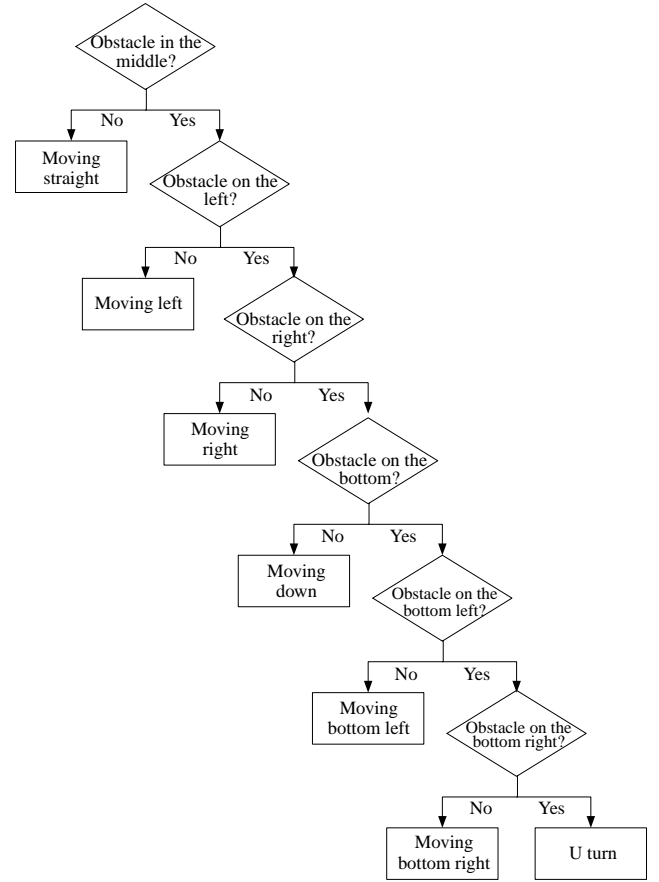 Obstacle in the
middle?
No
Yes
Moving
straight
Obstacle on the
left?
No
Yes
Moving left
Obstacle on the
right?
No
Yes
Moving
right
Obstacle on the
bottom?
No
Yes
Moving
down
Obstacle on the
bottom left?
No
Yes
Moving
bottom left
Obstacle on the
bottom right?
No
Yes
Moving
bottom right
U turn